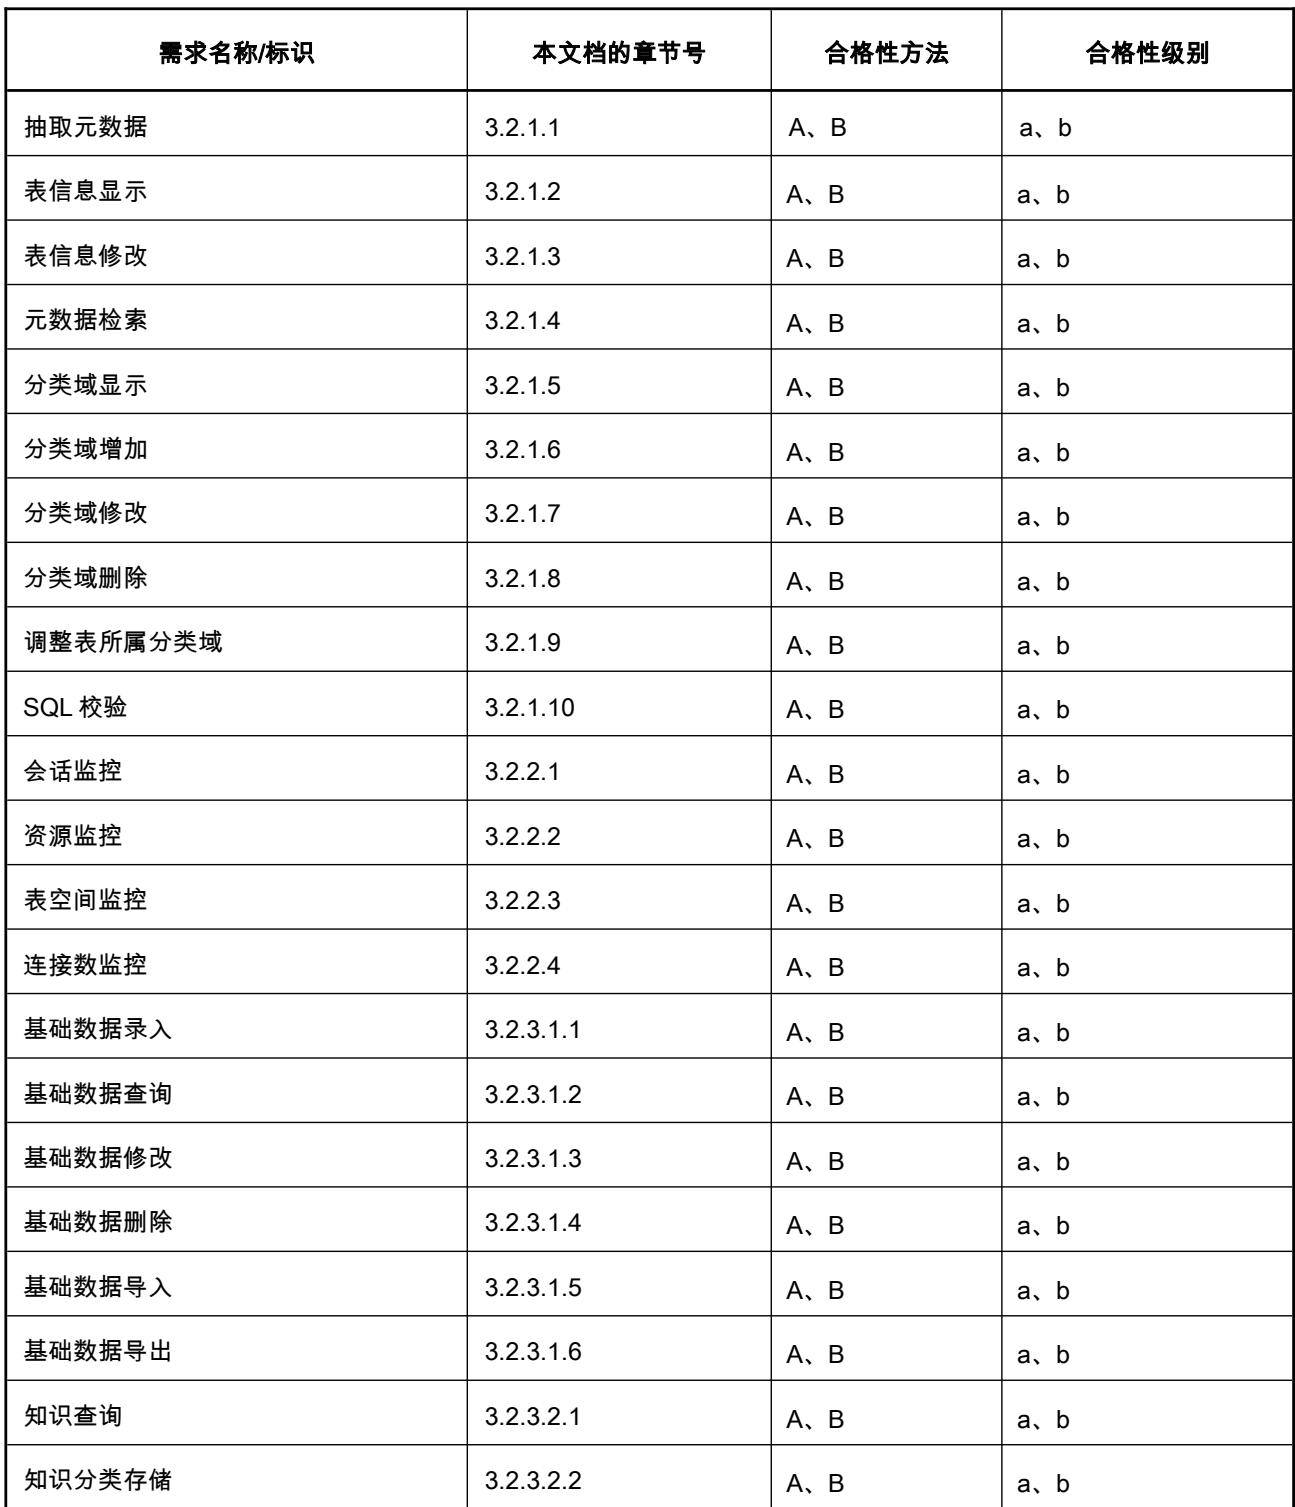 需求名称/标识 本文档的章节号 合格性方法 合格性级别
抽取元数据 3.2.1.1 A、B a、b
表信息显示 3.2.1.2 A、B a、b
表信息修改 3.2.1.3 A、B a、b
元数据检索 3.2.1.4 A、B a、b
分类域显示 3.2.1.5 A、B a、b
分类域增加 3.2.1.6 A、B a、b
分类域修改 3.2.1.7 A、B a、b
分类域删除 3.2.1.8 A、B a、b
调整表所属分类域 3.2.1.9 A、B a、b
SQL 校验 3.2.1.10 A、B a、b
会话监控 3.2.2.1 A、B a、b
资源监控 3.2.2.2 A、B a、b
表空间监控 3.2.2.3 A、B a、b
连接数监控 3.2.2.4 A、B a、b
基础数据录入 3.2.3.1.1 A、B a、b
基础数据查询 3.2.3.1.2 A、B a、b
基础数据修改 3.2.3.1.3 A、B a、b
基础数据删除 3.2.3.1.4 A、B a、b
基础数据导入 3.2.3.1.5 A、B a、b
基础数据导出 3.2.3.1.6 A、B a、b
知识查询 3.2.3.2.1 A、B a、b
知识分类存储 3.2.3.2.2 A、B a、b